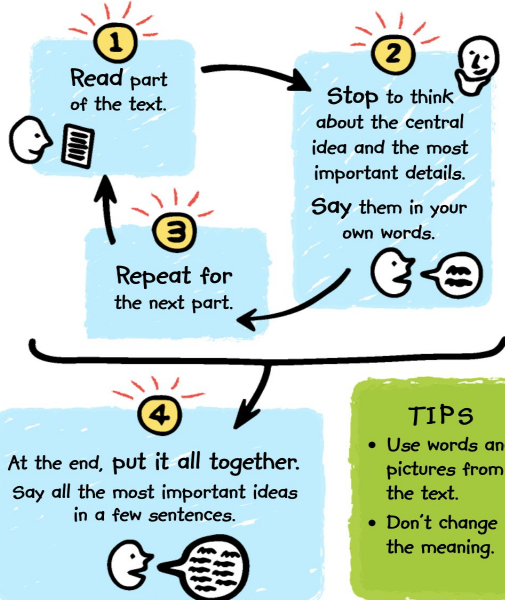 1
Read part
of the text.
2
Stop to think
about the central
idea and the most
important details.
Say them in your
own words.
3
Repeat for
the next part.
4
At the end, put it all together.
Say all the most important ideas
in a few sentences.
TIPS
• Use words an
pictures from
the text.
• Don't change
the meaning.